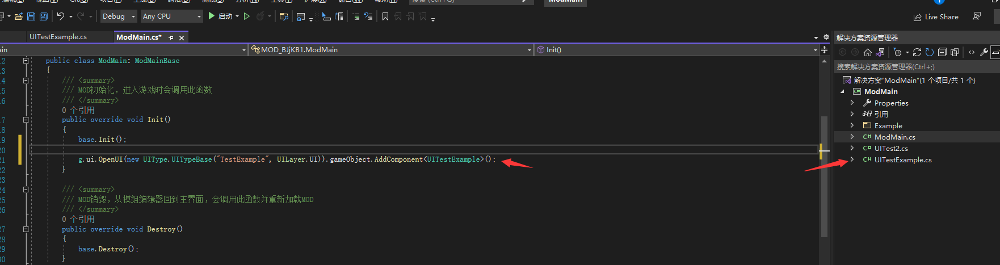 搜索 (Ctrl+Q)
ModMain
Debug
Any CPU
启动
Live Share
UITestExample.cs
ModMain.cs*
ain
MOD_BJjKB1.ModMain
Init()
12 public class ModMain: ModMainBase
13 {
14 /// <summary>
15 /// MOD初始化，进入游戏时会调用此函数
16 /// </summary>
0 个引用
17 public override void Init()
18 {
19 base.Init();
20
21 g.ui.OpenUI(new UIType.UITypeBase("TestExample", UILayer.UI)).gameObject.AddComponent<UITestExample>();
22 }
23
24 /// <summary>
25 /// MOD销毁，从模组编辑器回到主界面，会调用此函数并重新加载MOD
26 /// </summary>
0 个引用
27 public override void Destroy()
28 {
29 base.Destroy();
30 }
解决方案资源管理器
搜索解决方案资源管理器(Ctrl+;)
解决方案"ModMain"(1 个项目/共 1 个)
ModMain
Properties
引用
Example
ModMain.cs
UITest2.cs
UITestExample.cs